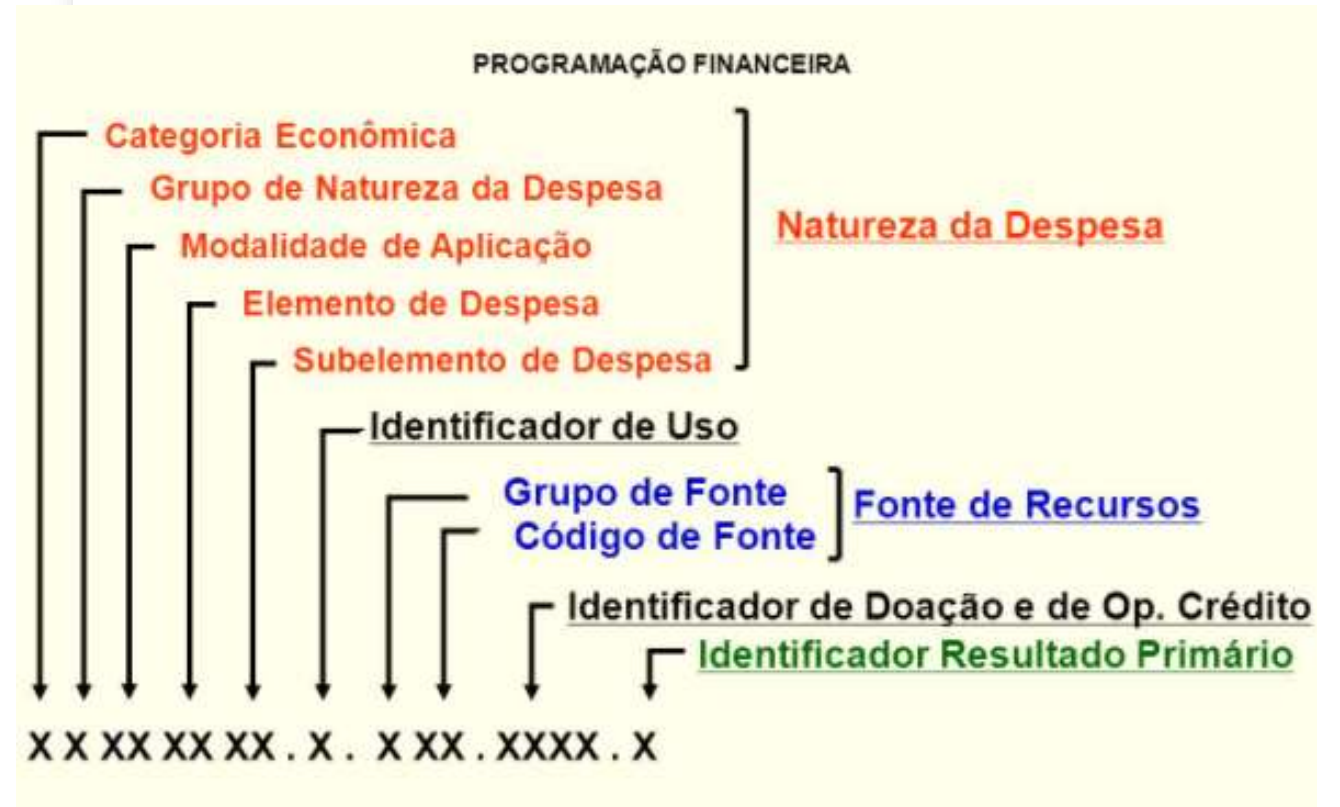 PROGRAMAÇÃO FINANCEIRA
Categoria Econômica
Grupo de Natureza da Despesa
Natureza da Despesa
Modalidade de Aplicação
Elemento de Despesa
Subelemento de Despesa
Identificador de Uso
Grupo de Fonte
Fonte de Recursos
Código de Fonte
Identificador de Doação e de Op. Crédito
Identificador Resultado Primário
X X XX XX XX . X . X XX . XXXX . X